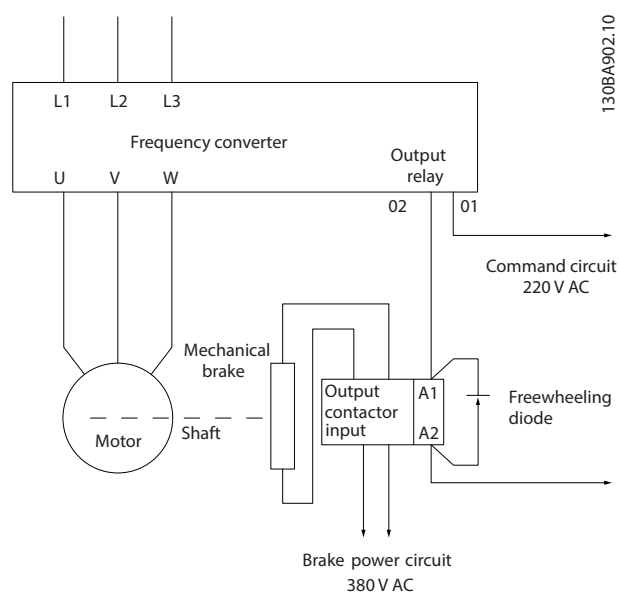 130BA902.10
L1 L2 L3
Frequency converter
Output
relay
U V W
02 01
Command circuit
220 V AC
Mechanical
brake
Output
contactor
input
A1
A2
Freewheeling
diode
Motor
Shaft
Brake power circuit
380 V AC